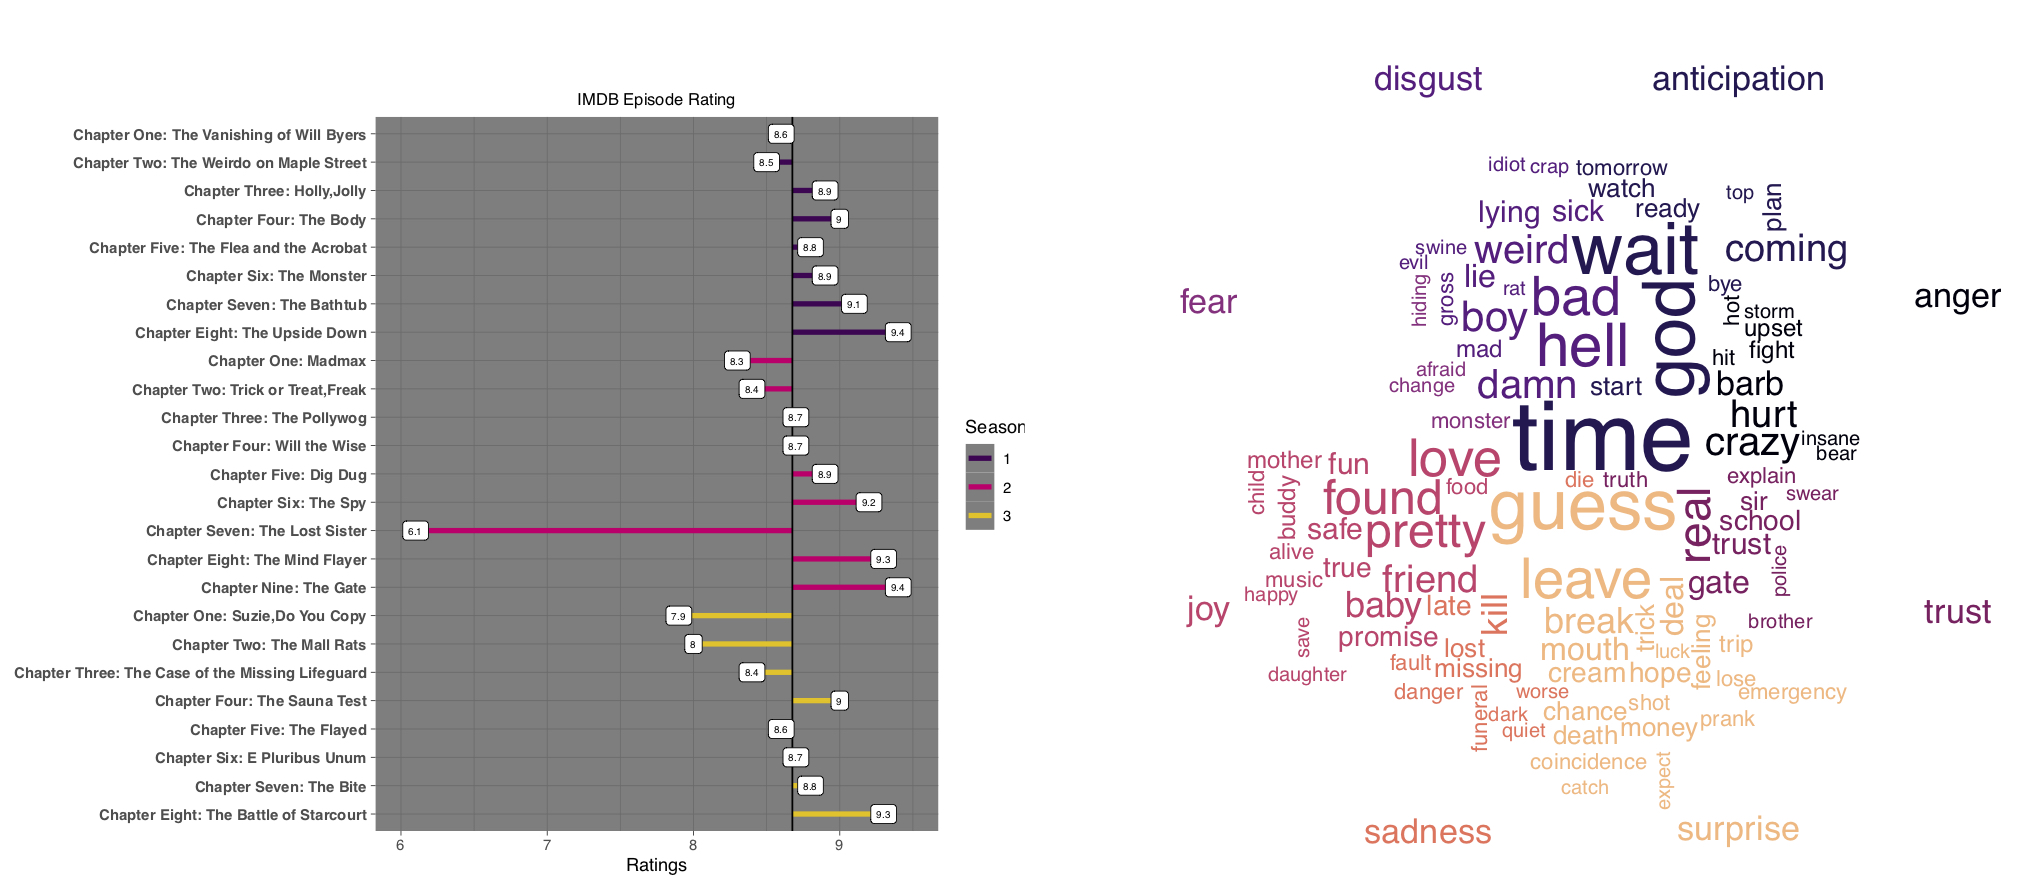 IMDB Episode Rating
Chapter One: The Vanishing of Will Byers 8.6
Chapter Two: The Weirdo on Maple Street 8.5
Chapter Three: Holly,Jolly 8.9
Chapter Four: The Body 9
Chapter Five: The Flea and the Acrobat 8.8
Chapter Six: The Monster 8.9
Chapter Seven: The Bathtub 9.1
Chapter Eight: The Upside Down 9.4
Chapter One: Madmax 8.3
Chapter Two: Trick or Treat,Freak 8.4
Chapter Three: The Pollywog 8.7
Chapter Four: Will the Wise 8.7
Chapter Five: Dig Dug 8.9
Chapter Six: The Spy 9.2
Chapter Seven: The Lost Sister 6.1
Chapter Eight: The Mind Flayer 9.3
Chapter Nine: The Gate 9.4
Chapter One: Suzie,Do You Copy 7.9
Chapter Two: The Mall Rats 8
Chapter Three: The Case of the Missing Lifeguard 8.4
Chapter Four: The Sauna Test 9
Chapter Five: The Flayed 8.6
Chapter Six: E Pluribus Unum 8.7
Chapter Seven: The Bite 8.8
Chapter Eight: The Battle of Starcourt 9.3
6 7 8 9
Ratings
Season
1
2
3
disgust anticipation
idiot crap tomorrow
watch top plan
lying sick ready
swine weird wait coming
evil lie bye
hiding gross rat bad god hot
boy storm
upset
mad hell hit fight
afraid
change damn start barb
monster time hurt
crazy insane
bear
fear anger
mother fun love
child buddy found food die truth explain
guess real sir swear
safe pretty school
alive trust police
music true friend leave gate
happy baby late kill deal
joy trust
save promise break trick feeling brother
lost mouth luck trip
daughter fault missing cream hope lose
danger funeral worse emergency
dark chance shot
quiet death money prank
coincidence expect
catch
sadness surprise